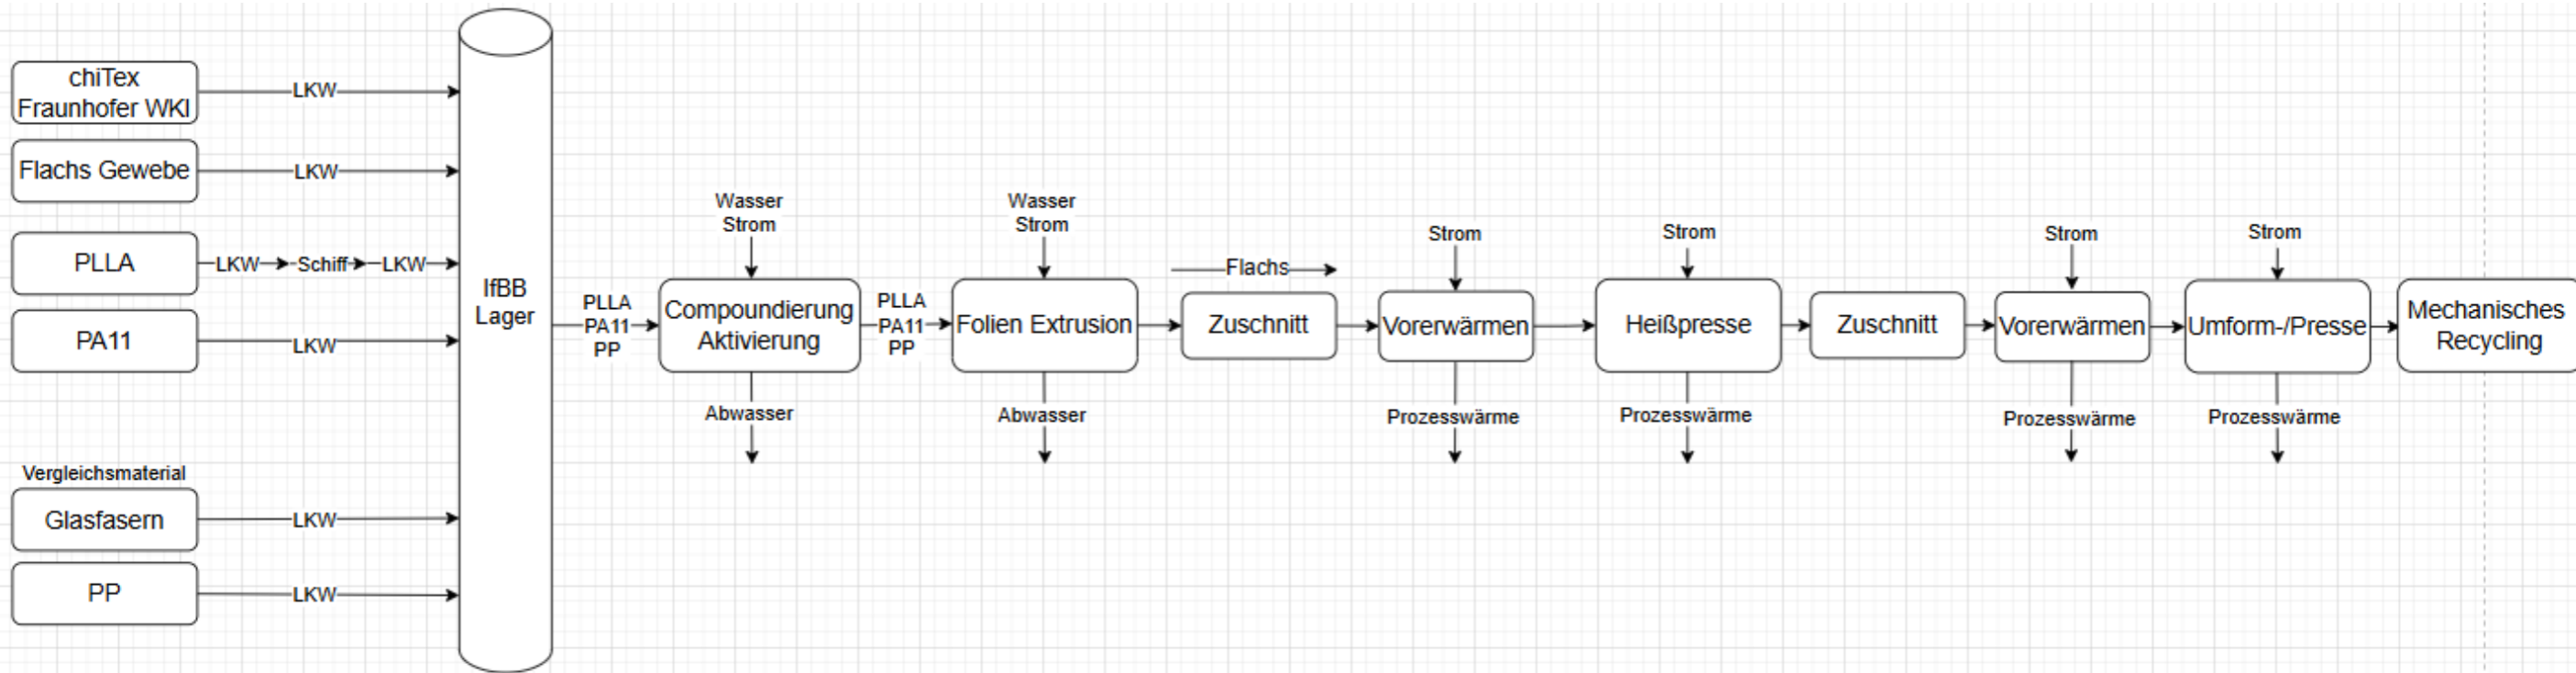 chiTex
Fraunhofer WKI
LKW
Flachs Gewebe
LKW
PLLA
LKW
Schiff
LKW
PA11
LKW
Vergleichsmaterial
Glasfasern
LKW
PP
LKW
IfBB
Lager
PLLA
PA11
PP
Wasser
Strom
Compoundierung
Aktivierung
Abwasser
PLLA
PA11
PP
Wasser
Strom
Folien Extrusion
Abwasser
Flachs
Zuschnitt
Strom
Vorerwärmen
Prozesswärme
Strom
Heißpresse
Prozesswärme
Zuschnitt
Strom
Vorerwärmen
Prozesswärme
Strom
Umform-/Presse
Prozesswärme
Mechanisches
Recycling